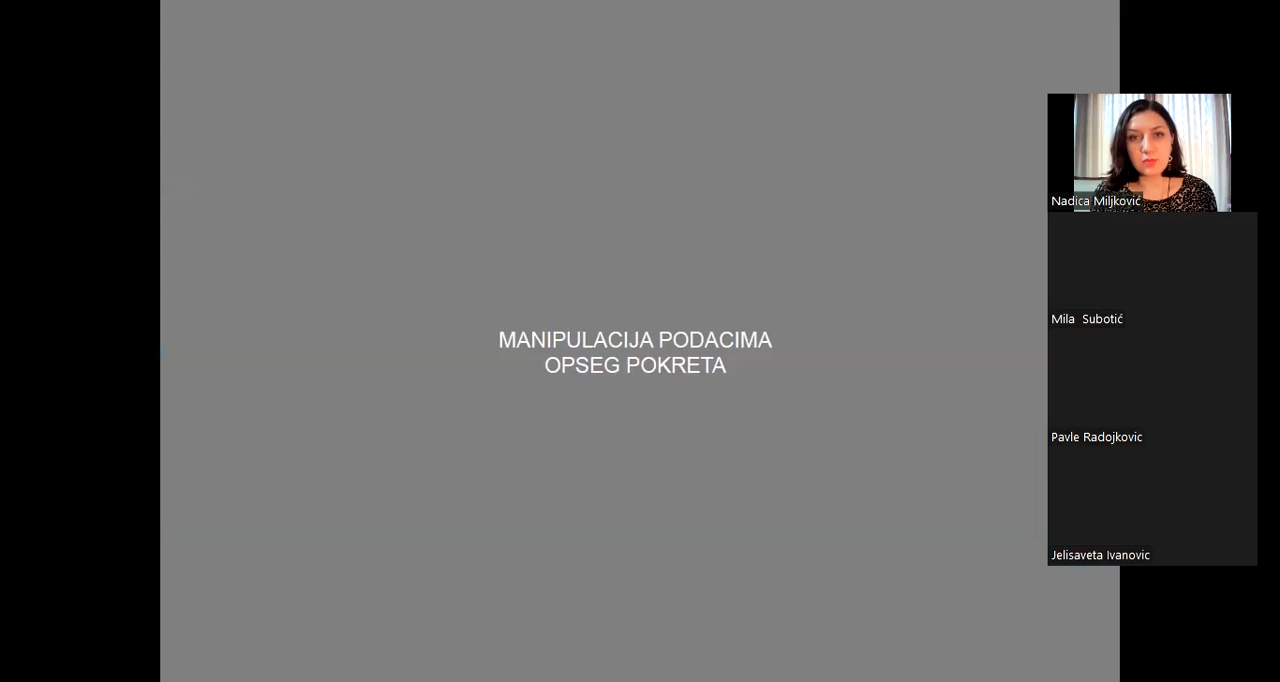 MANIPULACIJA PODACIMA
OPSEG POKRETA
Nadica Miljković
Mila Subotić
Pavle Radojkovic
Jelisaveta Ivanovic